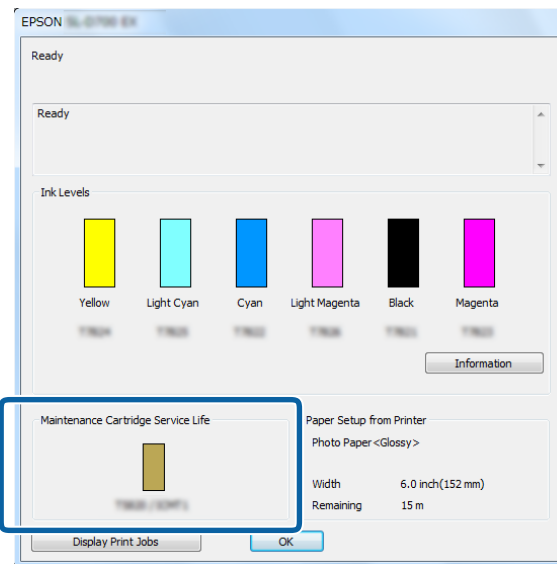 EPSON
Ready
Ready
Ink Levels
Yellow Light Cyan Cyan Light Magenta Black Magenta
Information
Maintenance Cartridge Service Life
Paper Setup from Printer
Photo Paper<Glossy>
Width 6.0 inch(152 mm)
Remaining 15 m
Display Print Jobs OK